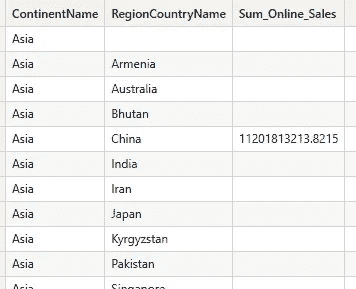 ContinentName RegionCountryName Sum_Online_Sales
Asia
Asia Armenia
Asia Australia
Asia Bhutan
Asia China 11201813213.8215
Asia India
Asia Iran
Asia Japan
Asia Kyrgyzstan
Asia Pakistan
Asia Singapore